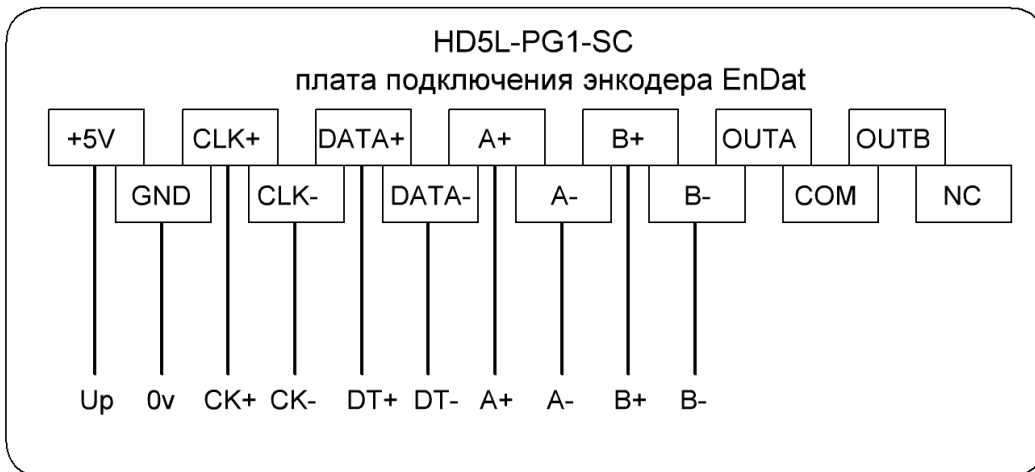 HD5L-PG1-SC
плата подключения энкодера EnDat
+5V CLK+ DATA+ A+ B+ OUTA OUTB
GND CLK- DATA- A- B- COM NC
Up 0v CK+ CK- DT+ DT- A+ A- B+ B-